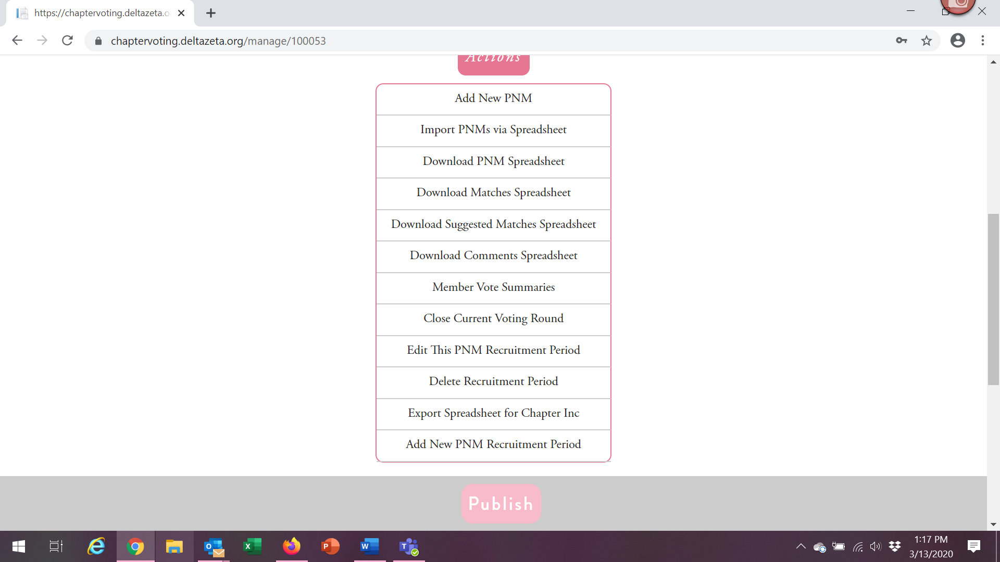 https://chaptervoting.deltazeta.o
chaptervoting.deltazeta.org/manage/100053
Actions
Add New PNM
Import PNMs via Spreadsheet
Download PNM Spreadsheet
Download Matches Spreadsheet
Download Suggested Matches Spreadsheet
Download Comments Spreadsheet
Member Vote Summaries
Close Current Voting Round
Edit This PNM Recruitment Period
Delete Recruitment Period
Export Spreadsheet for Chapter Inc
Add New PNM Recruitment Period
Publish
1:17 PM
3/13/2020